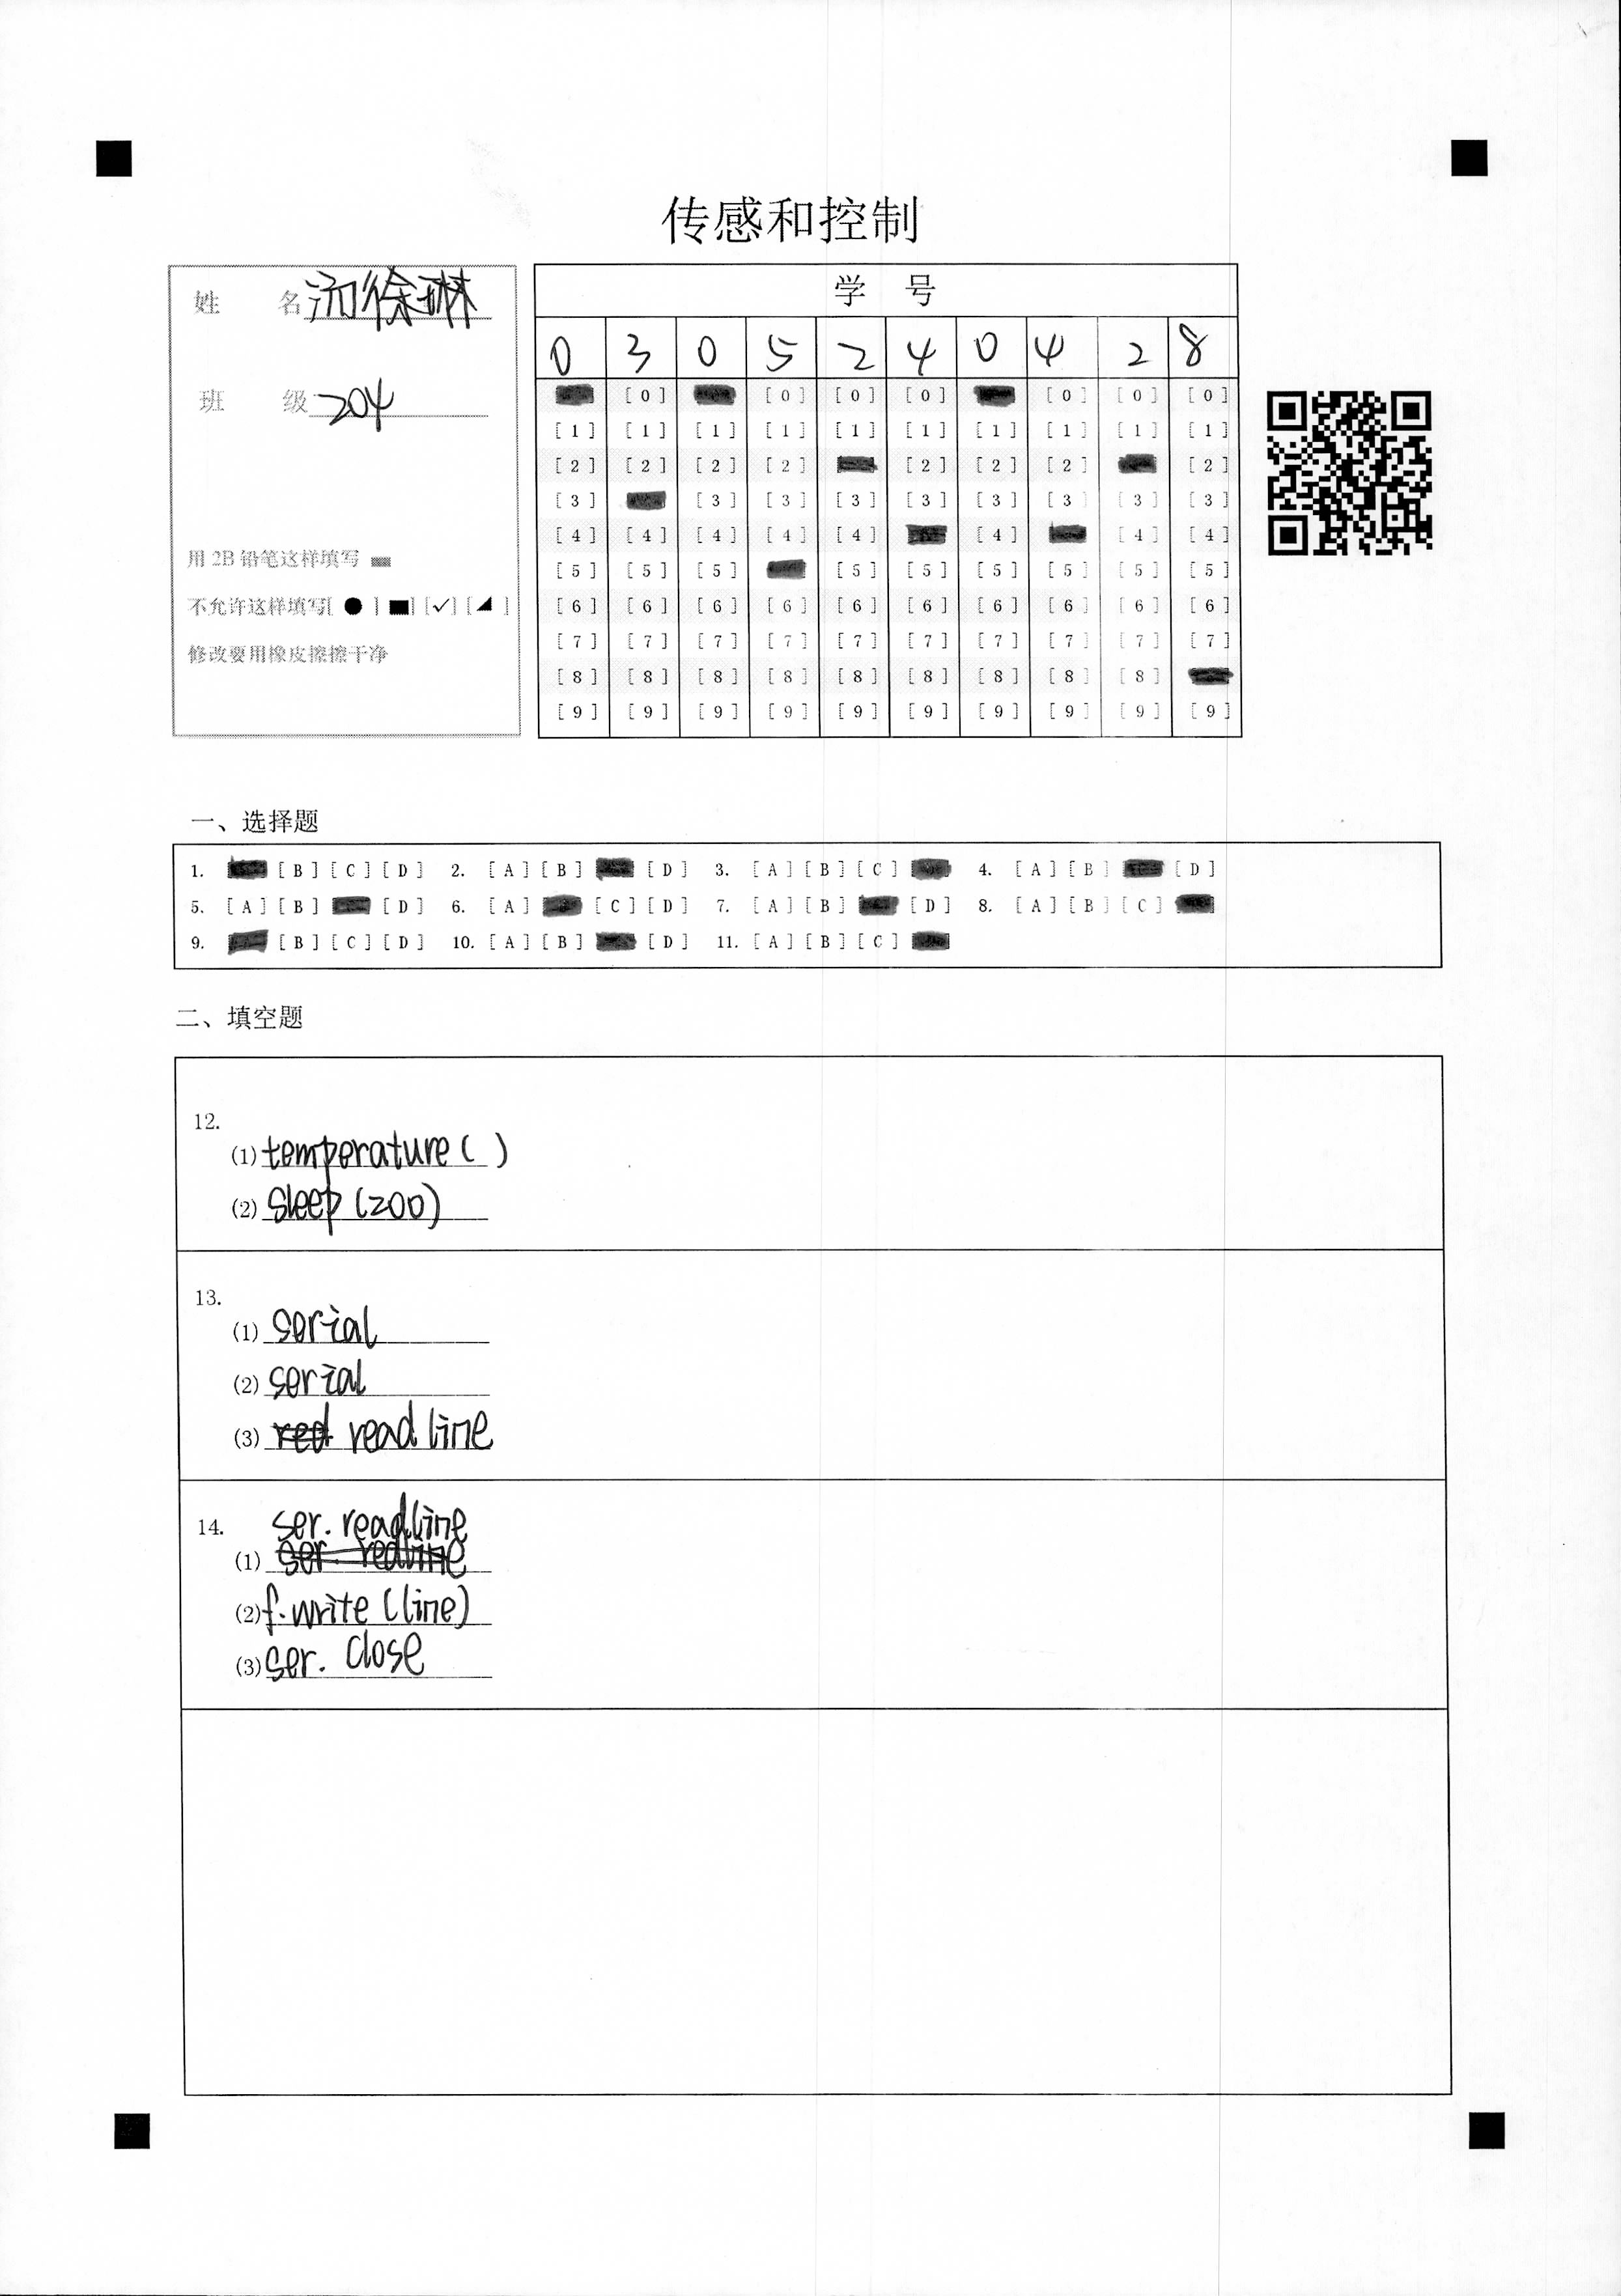 传感和控制
姓 名 汤徐琳
班 级 204
用 2B 铅笔这样填写
不允许这样填写[ ● ] [■] [✓] [◢ ]
修改要用橡皮擦擦干净
学 号
0 3 0 5 2 4 0 4 2 8
[0] [0] [0] [0] [0] [0] [0]
[1] [1] [1] [1] [1] [1] [1] [1] [1] [1]
[2] [2] [2] [2] [2] [2] [2] [2]
[3] [3] [3] [3] [3] [3] [3] [3] [3]
[4] [4] [4] [4] [4] [4] [4] [4]
[5] [5] [5] [5] [5] [5] [5] [5] [5]
[6] [6] [6] [6] [6] [6] [6] [6] [6] [6]
[7] [7] [7] [7] [7] [7] [7] [7] [7] [7]
[8] [8] [8] [8] [8] [8] [8] [8] [8]
[9] [9] [9] [9] [9] [9] [9] [9] [9] [9]
一、选择题
1. [B] [C] [D] 2. [A] [B] [D] 3. [A] [B] [C] 4. [A] [B] [D]
5. [A] [B] [D] 6. [A] [C] [D] 7. [A] [B] [D] 8. [A] [B] [C]
9. [B] [C] [D] 10. [A] [B] [D] 11. [A] [B] [C]
二、填空题
12.
(1) temperature( )
(2) sleep(200)
13.
(1) serial
(2) serial
(3) red readline
14. ser.readline
(1) ser. redline
(2) f.write(line)
(3) ser. close